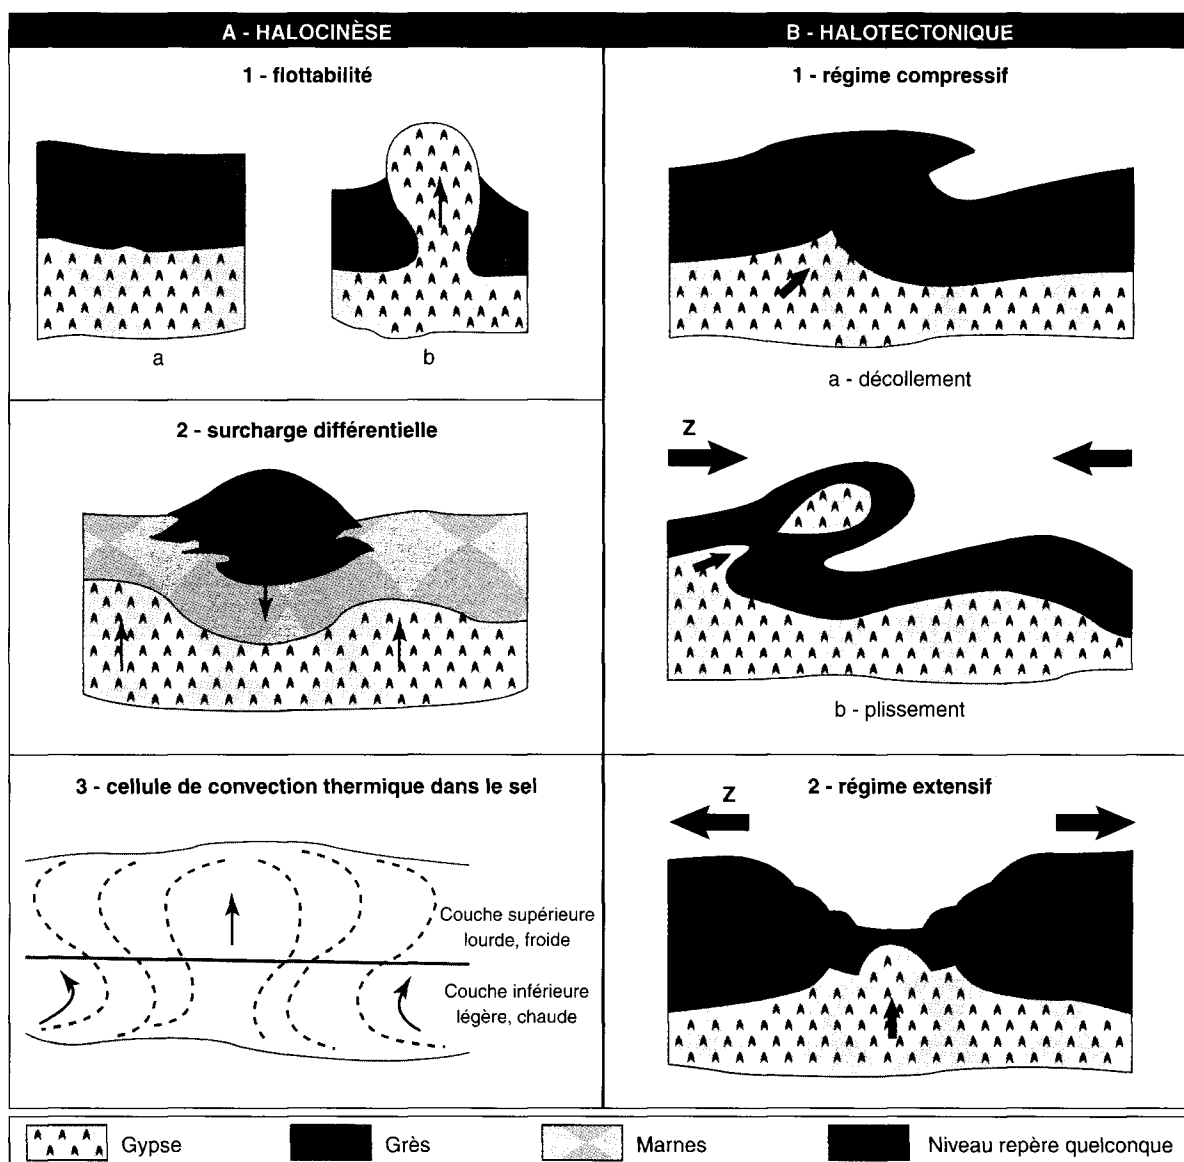 A - HALOCINÈSE
1 - flottabilité
a
b
2 - surcharge différentielle
3 - cellule de convection thermique dans le sel
Couche supérieure
lourde, froide
Couche inférieure
légère, chaude
B - HALOTECTONIQUE
1 - régime compressif
a - décollement
Z
b - plissement
2 - régime extensif
Z
Gypse
Grès
Marnes
Niveau repère quelconque